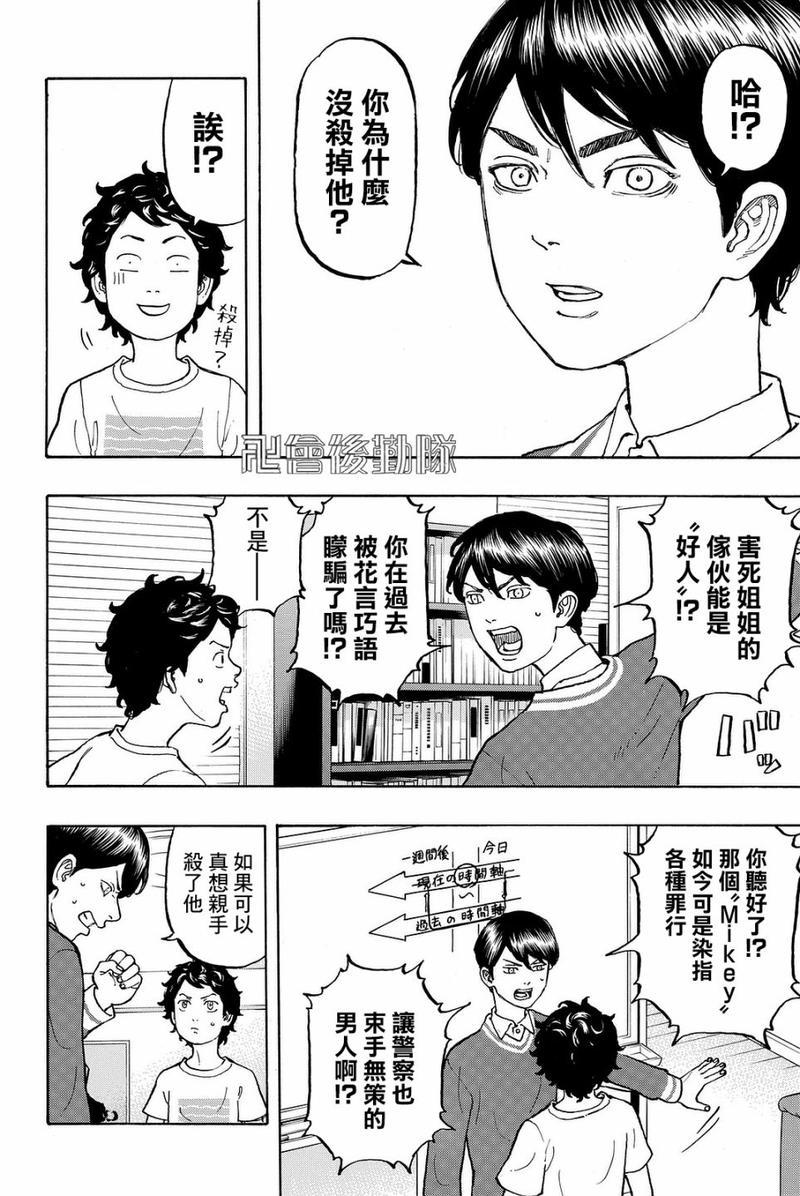 哈!?
你為什麼
沒殺掉他?
誒!?
殺掉?
卍會後勤隊
害死姐姐的
傢伙能是
“好人”!?
你在過去
被花言巧語
矇騙了嗎!?
不是——
你聽好了!?
那個“Mikey”
如今可是染指
各種罪行
今日
一週間後
現在の時間軸
過去の時間軸
讓警察也
束手無策的
男人啊!?
如果可以
真想親手
殺了他